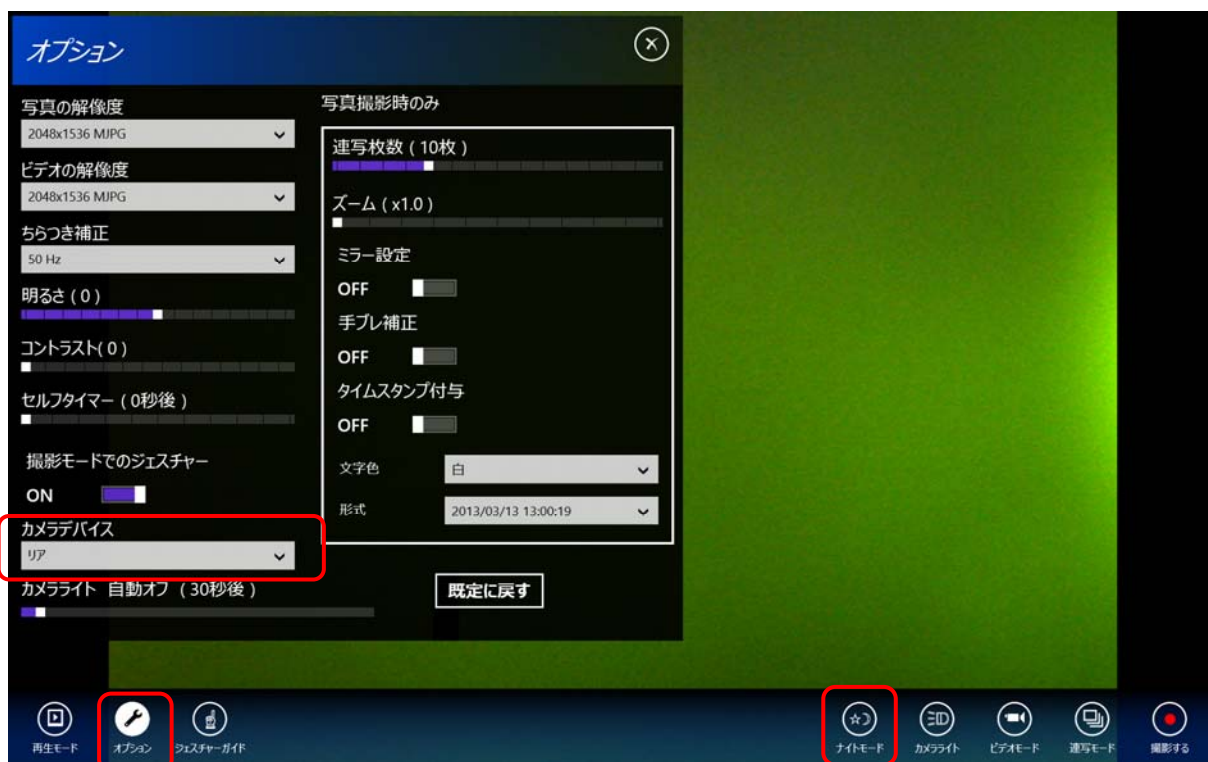 オプション
写真の解像度
2048x1536 MJPG
ビデオの解像度
2048x1536 MJPG
ちらつき補正
50 Hz
明るさ ( 0 )
コントラスト( 0 )
セルフタイマー ( 0秒後 )
撮影モードでのジェスチャー
ON
カメラデバイス
リア
カメラライト 自動オフ ( 30秒後 )
写真撮影時のみ
連写枚数 ( 10枚 )
ズーム ( x1.0 )
ミラー設定
OFF
手ブレ補正
OFF
タイムスタンプ付与
OFF
文字色 白
形式 2013/03/13 13:00:19
既定に戻す
再生モード オプション ジェスチャーガイド ナイトモード カメラライト ビデオモード 連写モード 撮影する